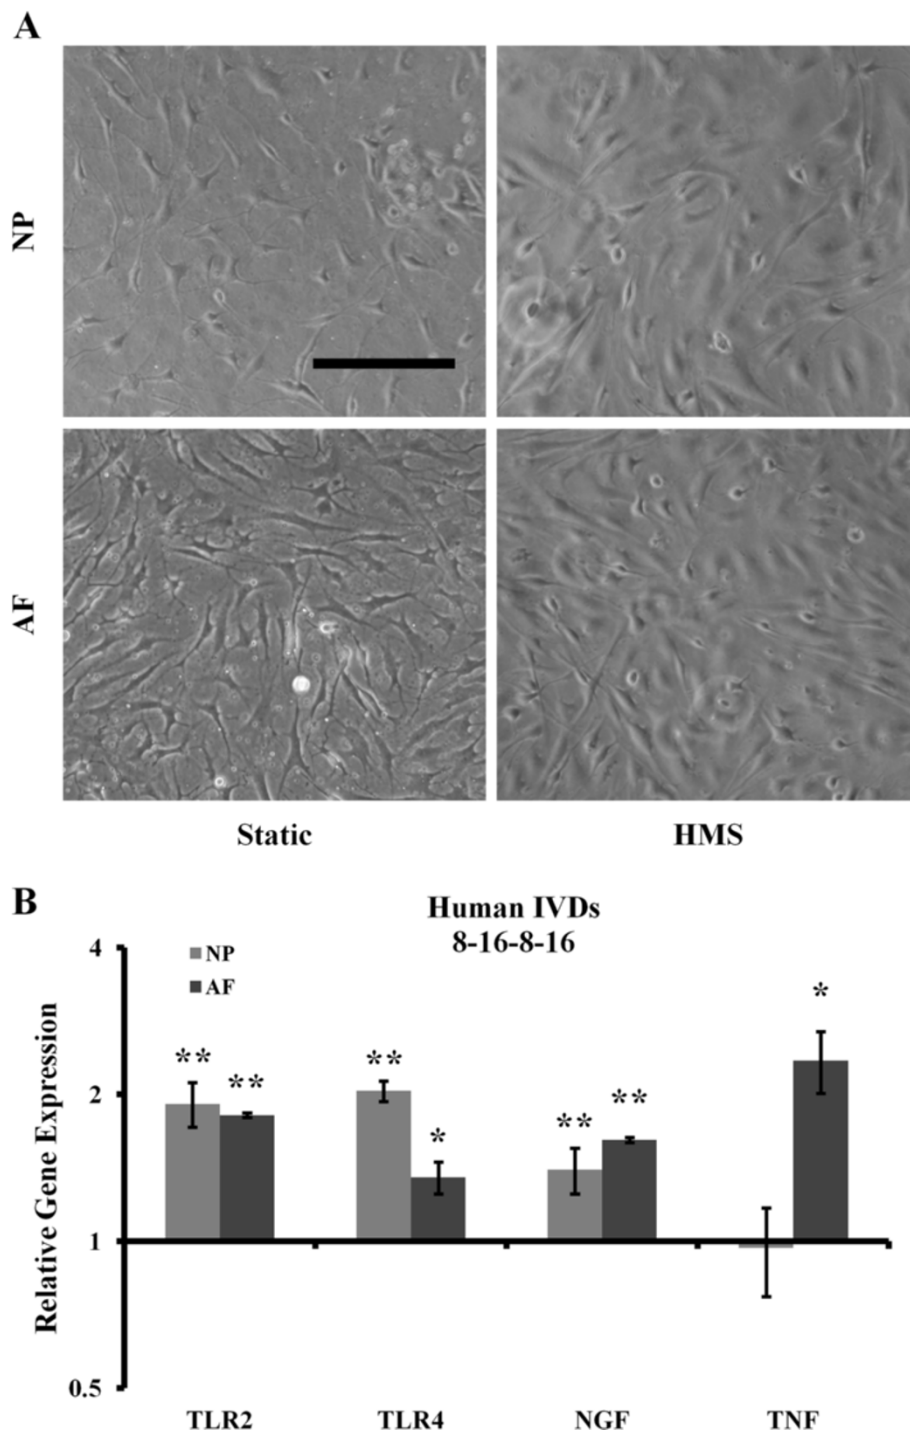 A
NP
AF
Static HMS
B
Human IVDs
8-16-8-16
NP
AF
Relative Gene Expression
4
2
1
0.5
** ** ** * ** ** *
TLR2 TLR4 NGF TNF